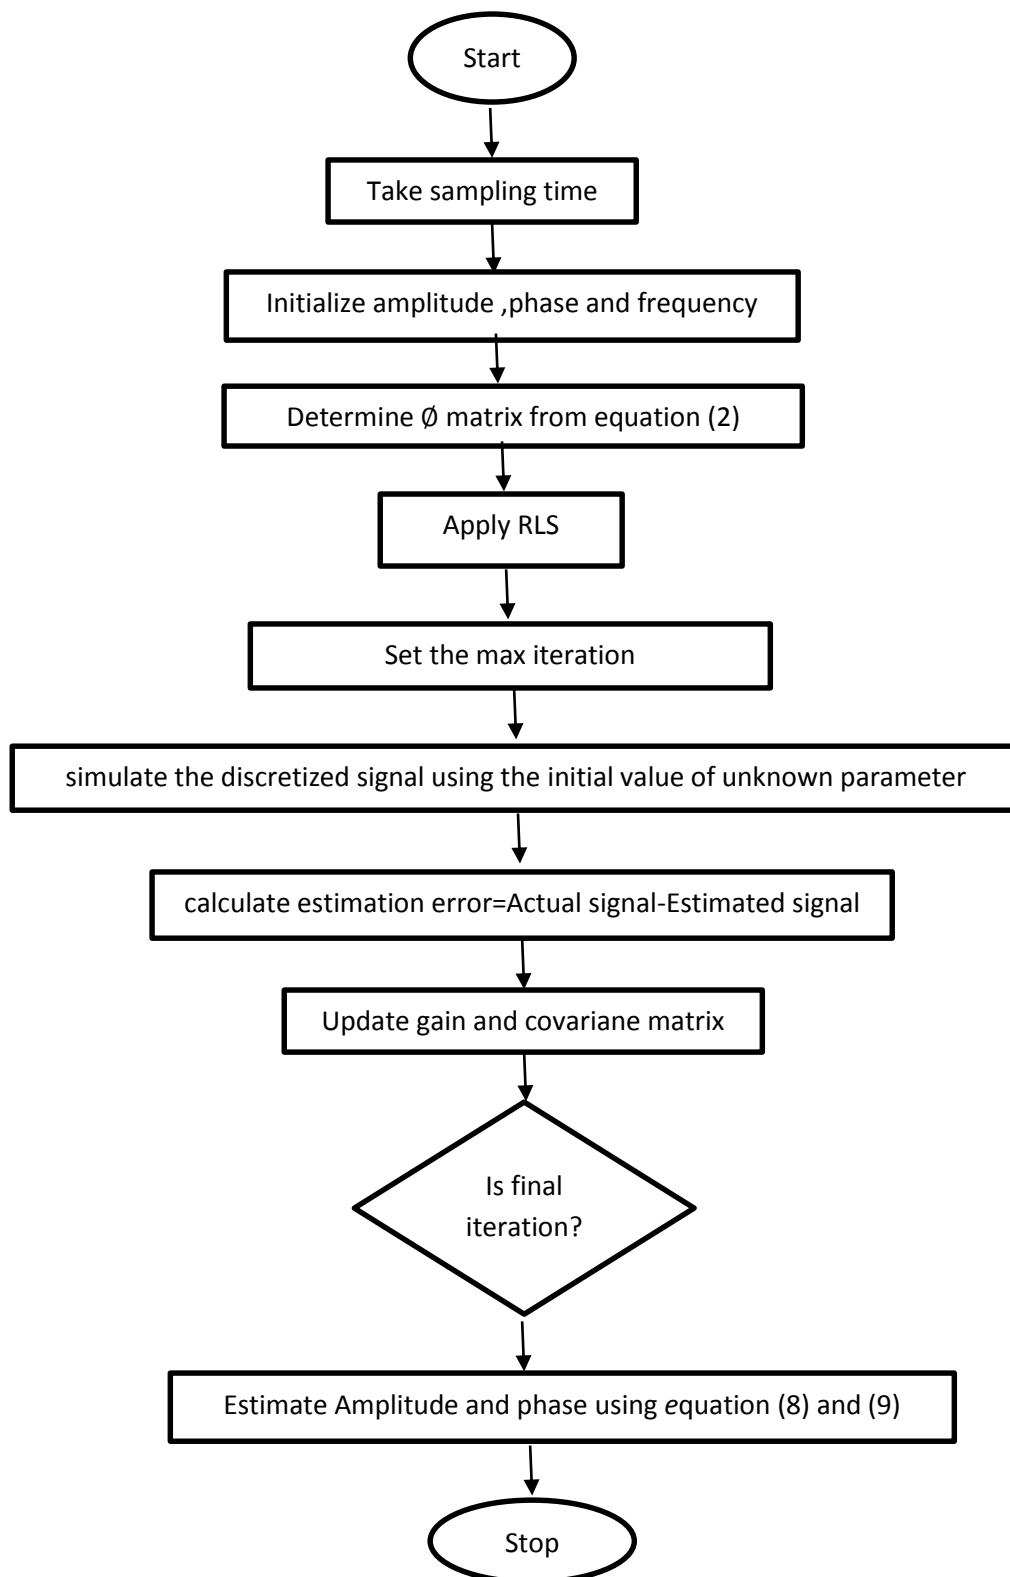 Start
Take sampling time
Initialize amplitude ,phase and frequency
Determine Ø matrix from equation (2)
Apply RLS
Set the max iteration
simulate the discretized signal using the initial value of unknown parameter
calculate estimation error=Actual signal-Estimated signal
Update gain and covariane matrix
Is final
iteration?
Estimate Amplitude and phase using equation (8) and (9)
Stop